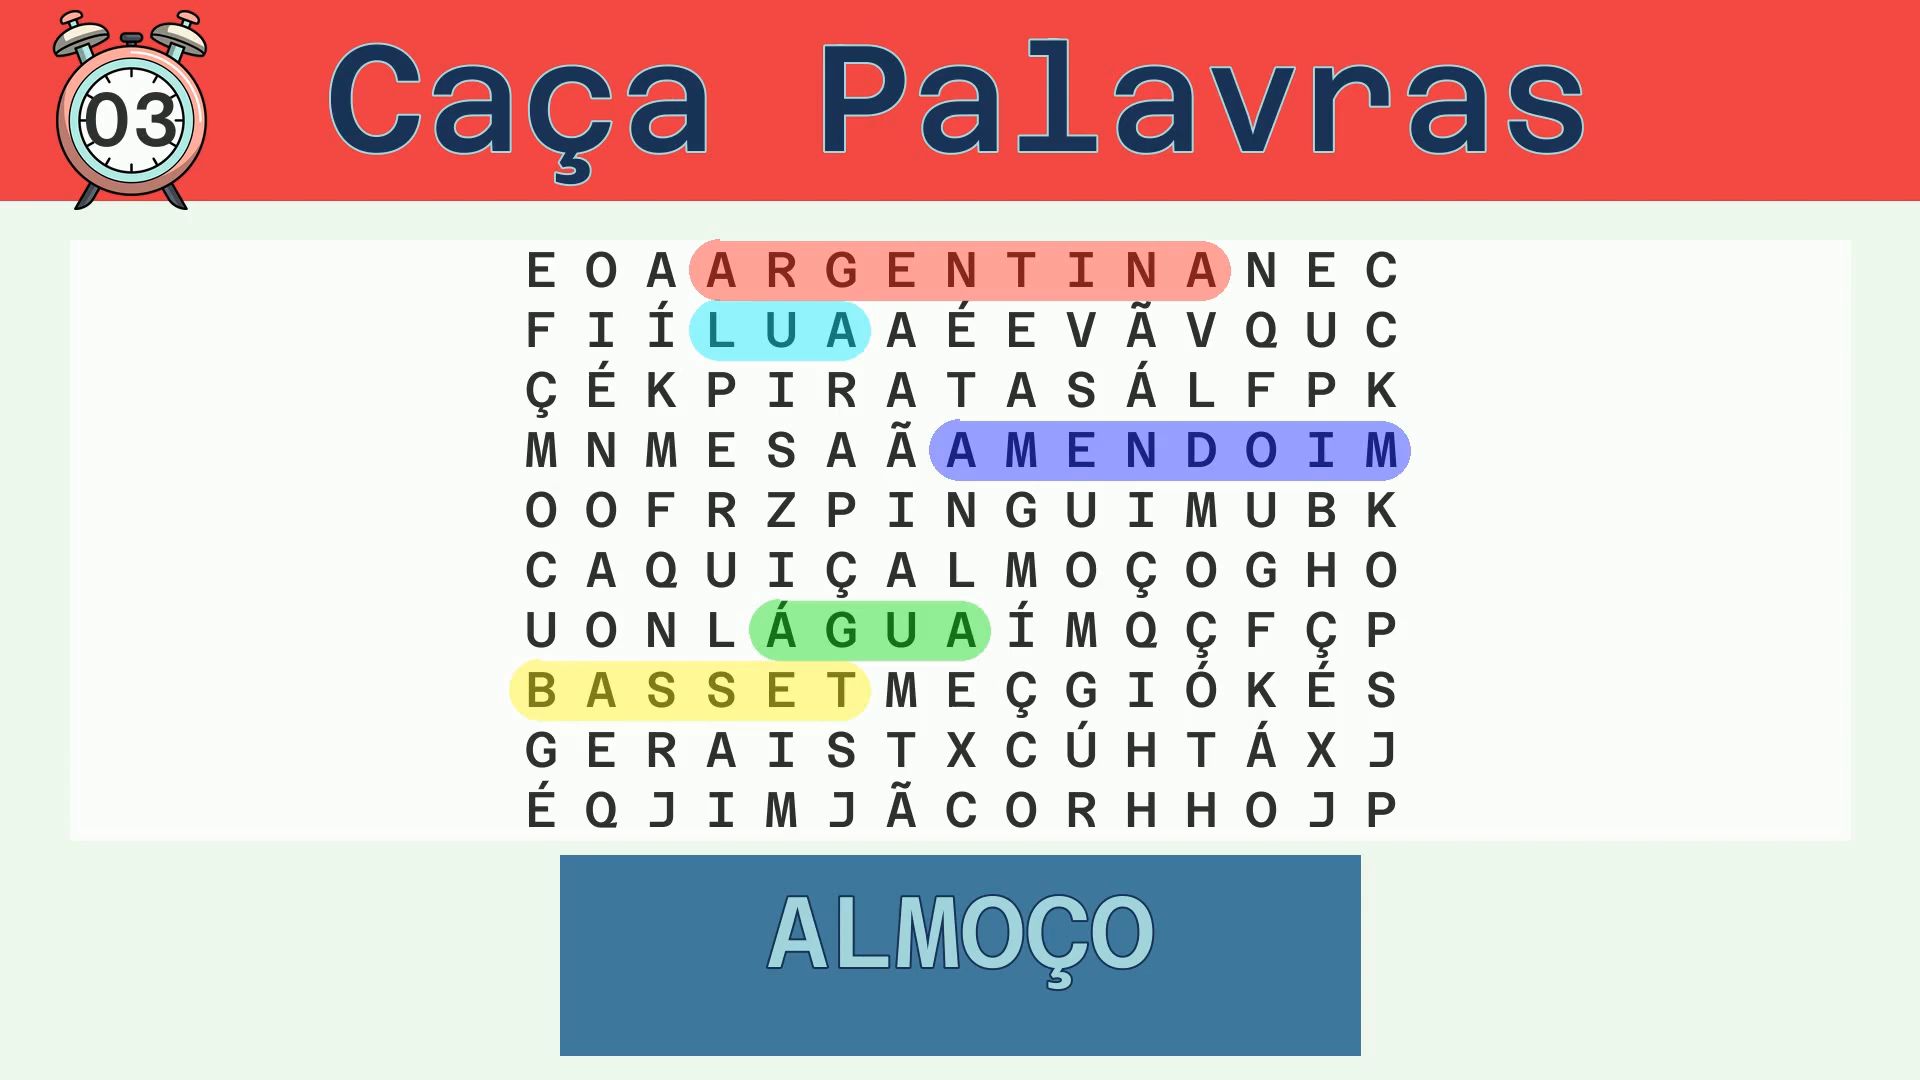 03
Caça Palavras
E O A A R G E N T I N A N E C
F I Í L U A A É E V Ã V Q U C
Ç É K P I R A T A S Á L F P K
M N M E S A Ã A M E N D O I M
O O F R Z P I N G U I M U B K
C A Q U I Ç A L M O Ç O G H O
U O N L Á G U A Í M Q Ç F Ç P
B A S S E T M E Ç G I Ó K É S
G E R A I S T X C Ú H T Á X J
É Q J I M J Ã C O R H H O J P
ALMOÇO